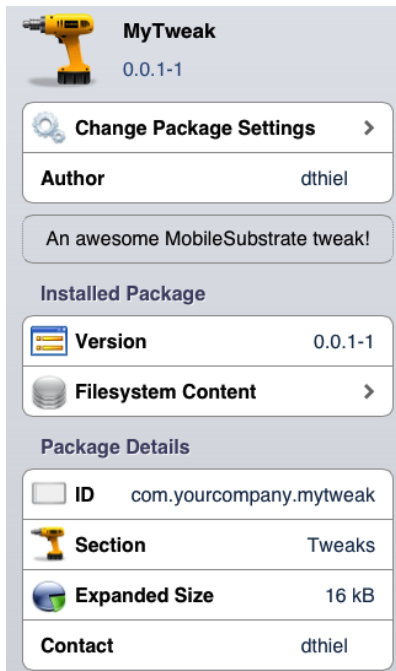 MyTweak
0.0.1-1
Change Package Settings
Author dthiel
An awesome MobileSubstrate tweak!
Installed Package
Version 0.0.1-1
Filesystem Content
Package Details
ID com.yourcompany.mytweak
Section Tweaks
Expanded Size 16 kB
Contact dthiel